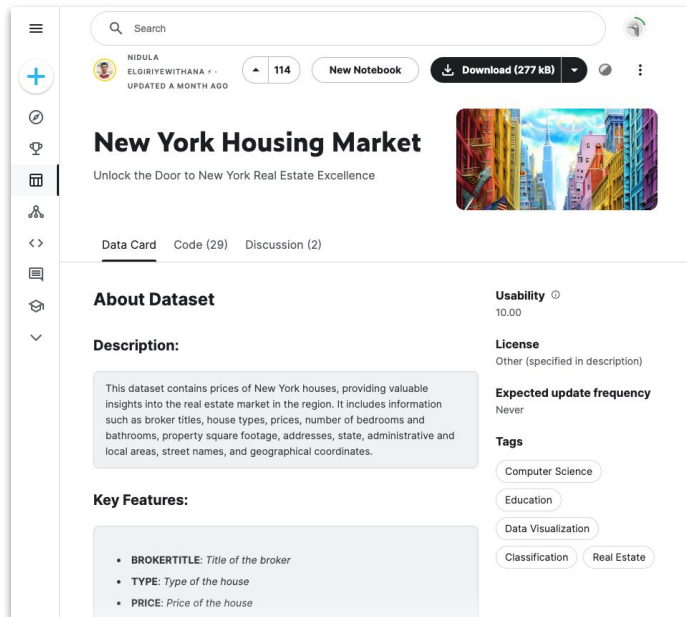 Search
NIDULA
ELGIRIYEWITHANA ⚡ ·
UPDATED A MONTH AGO
114
New Notebook
Download (277 kB)
New York Housing Market
Unlock the Door to New York Real Estate Excellence
Data Card
Code (29)
Discussion (2)
About Dataset
Description:
This dataset contains prices of New York houses, providing valuable
insights into the real estate market in the region. It includes information
such as broker titles, house types, prices, number of bedrooms and
bathrooms, property square footage, addresses, state, administrative and
local areas, street names, and geographical coordinates.
Key Features:
• BROKERTITLE: Title of the broker
• TYPE: Type of the house
• PRICE: Price of the house
Usability
10.00
License
Other (specified in description)
Expected update frequency
Never
Tags
Computer Science
Education
Data Visualization
Classification
Real Estate